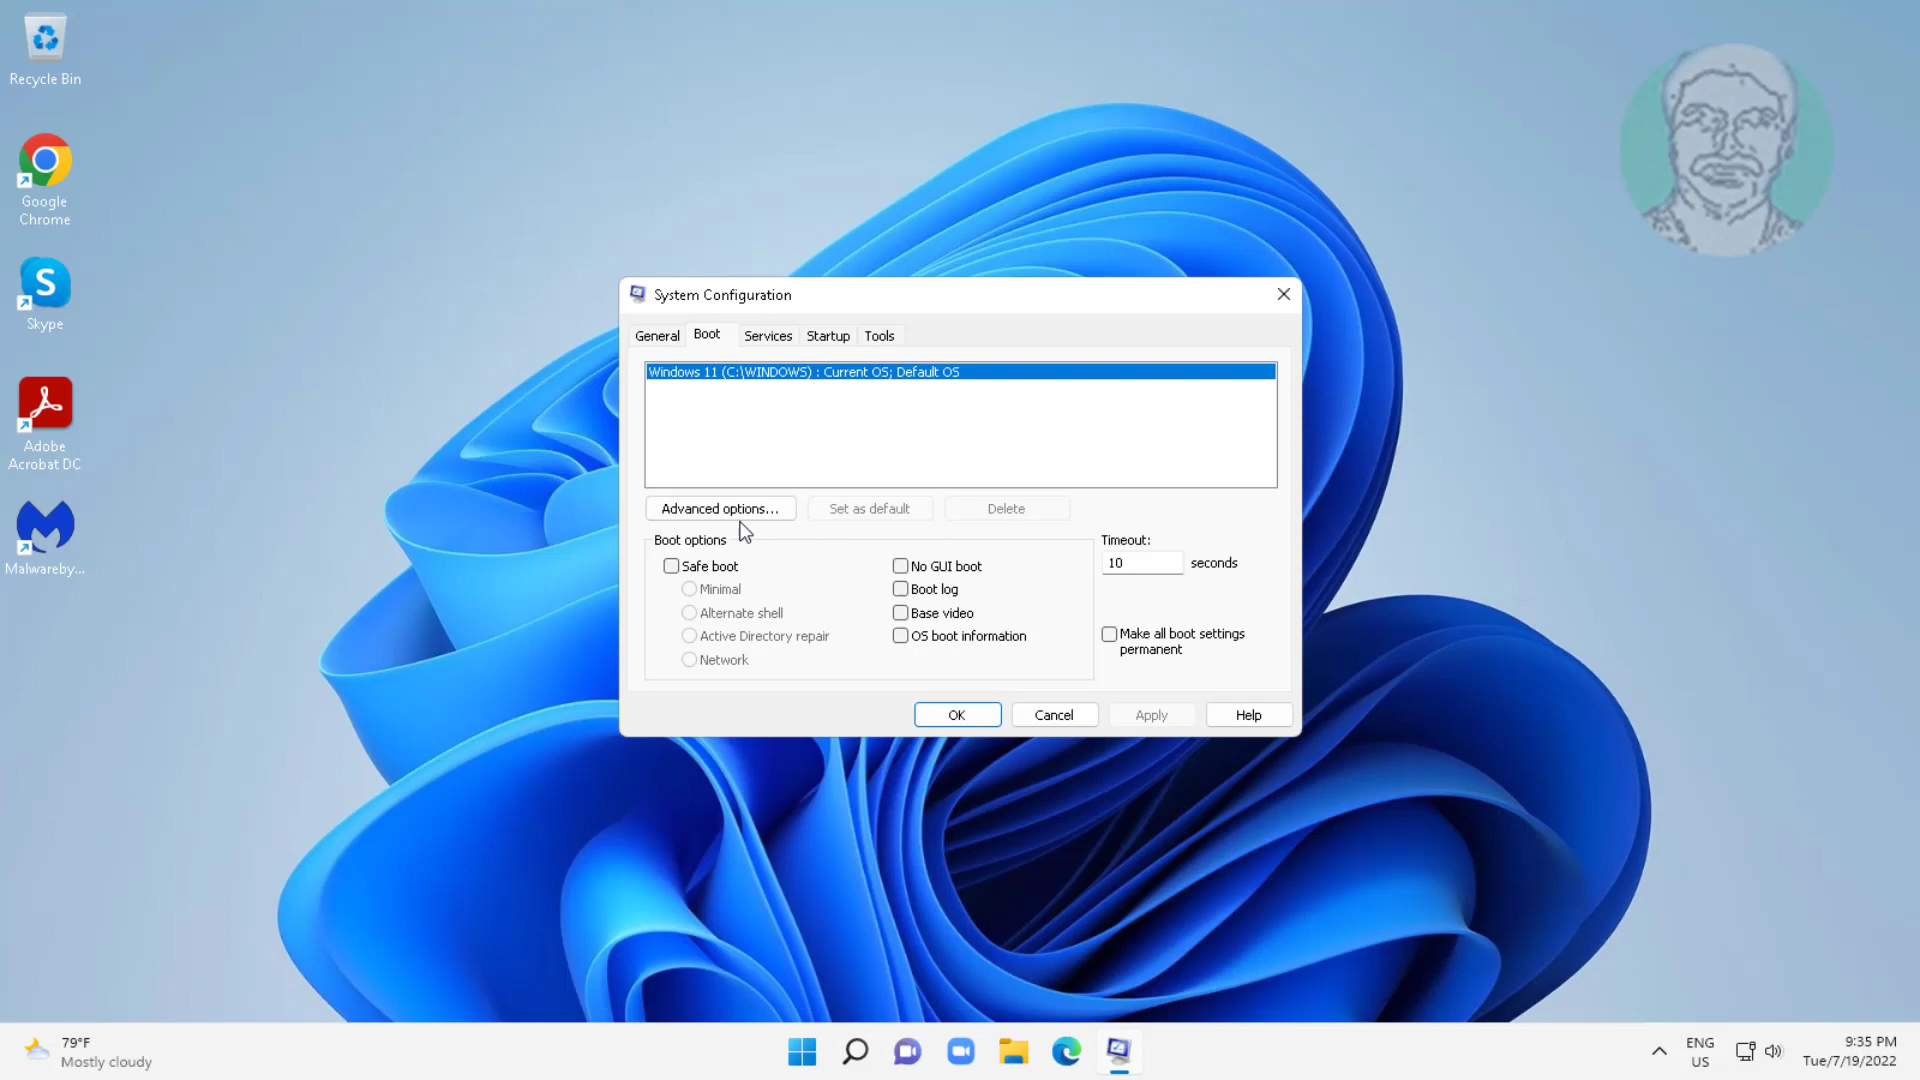 Recycle Bin
Google
Chrome
S
Skype
Adobe
Acrobat DC
Malwareby...
System Configuration
General Boot Services Startup Tools
Windows 11 (C:\WINDOWS) : Current OS; Default OS
Advanced options... Set as default Delete
Boot options
Safe boot
Minimal
Alternate shell
Active Directory repair
Network
No GUI boot
Boot log
Base video
OS boot information
Timeout:
10 seconds
Make all boot settings
permanent
OK Cancel Apply Help
79°F
Mostly cloudy
ENG
US
9:35 PM
Tue/7/19/2022